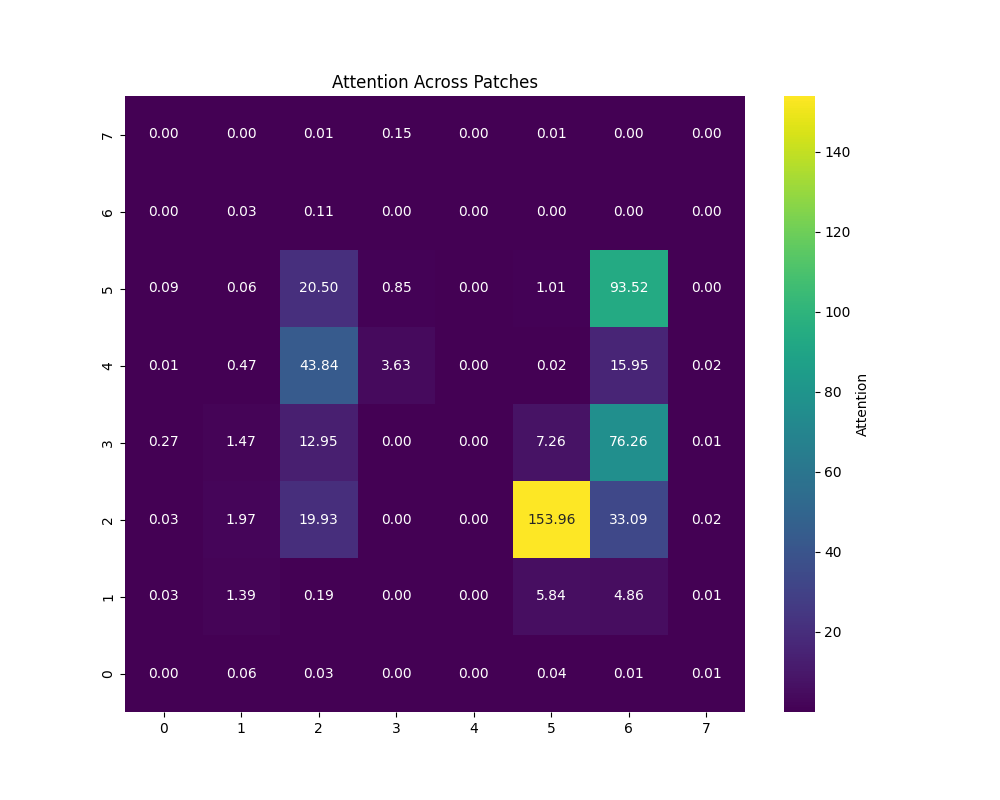 Attention Across Patches
7 0.00 0.00 0.01 0.15 0.00 0.01 0.00 0.00
6 0.00 0.03 0.11 0.00 0.00 0.00 0.00 0.00
5 0.09 0.06 20.50 0.85 0.00 1.01 93.52 0.00
4 0.01 0.47 43.84 3.63 0.00 0.02 15.95 0.02
3 0.27 1.47 12.95 0.00 0.00 7.26 76.26 0.01
2 0.03 1.97 19.93 0.00 0.00 153.96 33.09 0.02
1 0.03 1.39 0.19 0.00 0.00 5.84 4.86 0.01
0 0.00 0.06 0.03 0.00 0.00 0.04 0.01 0.01
0 1 2 3 4 5 6 7
140
120
100
80
60
40
20
Attention